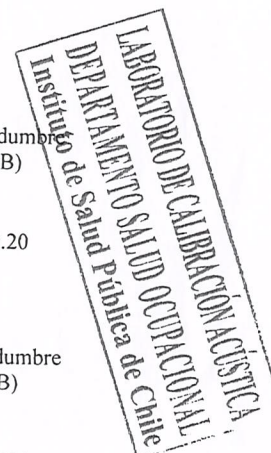 dumbre
B)
.20
dumbre
B)
LABORATORIO DE CALIBRACIÓN ACÚSTICA
DEPARTAMENTO SALUD OCUPACIONAL
Instituto de Salud Pública de Chile